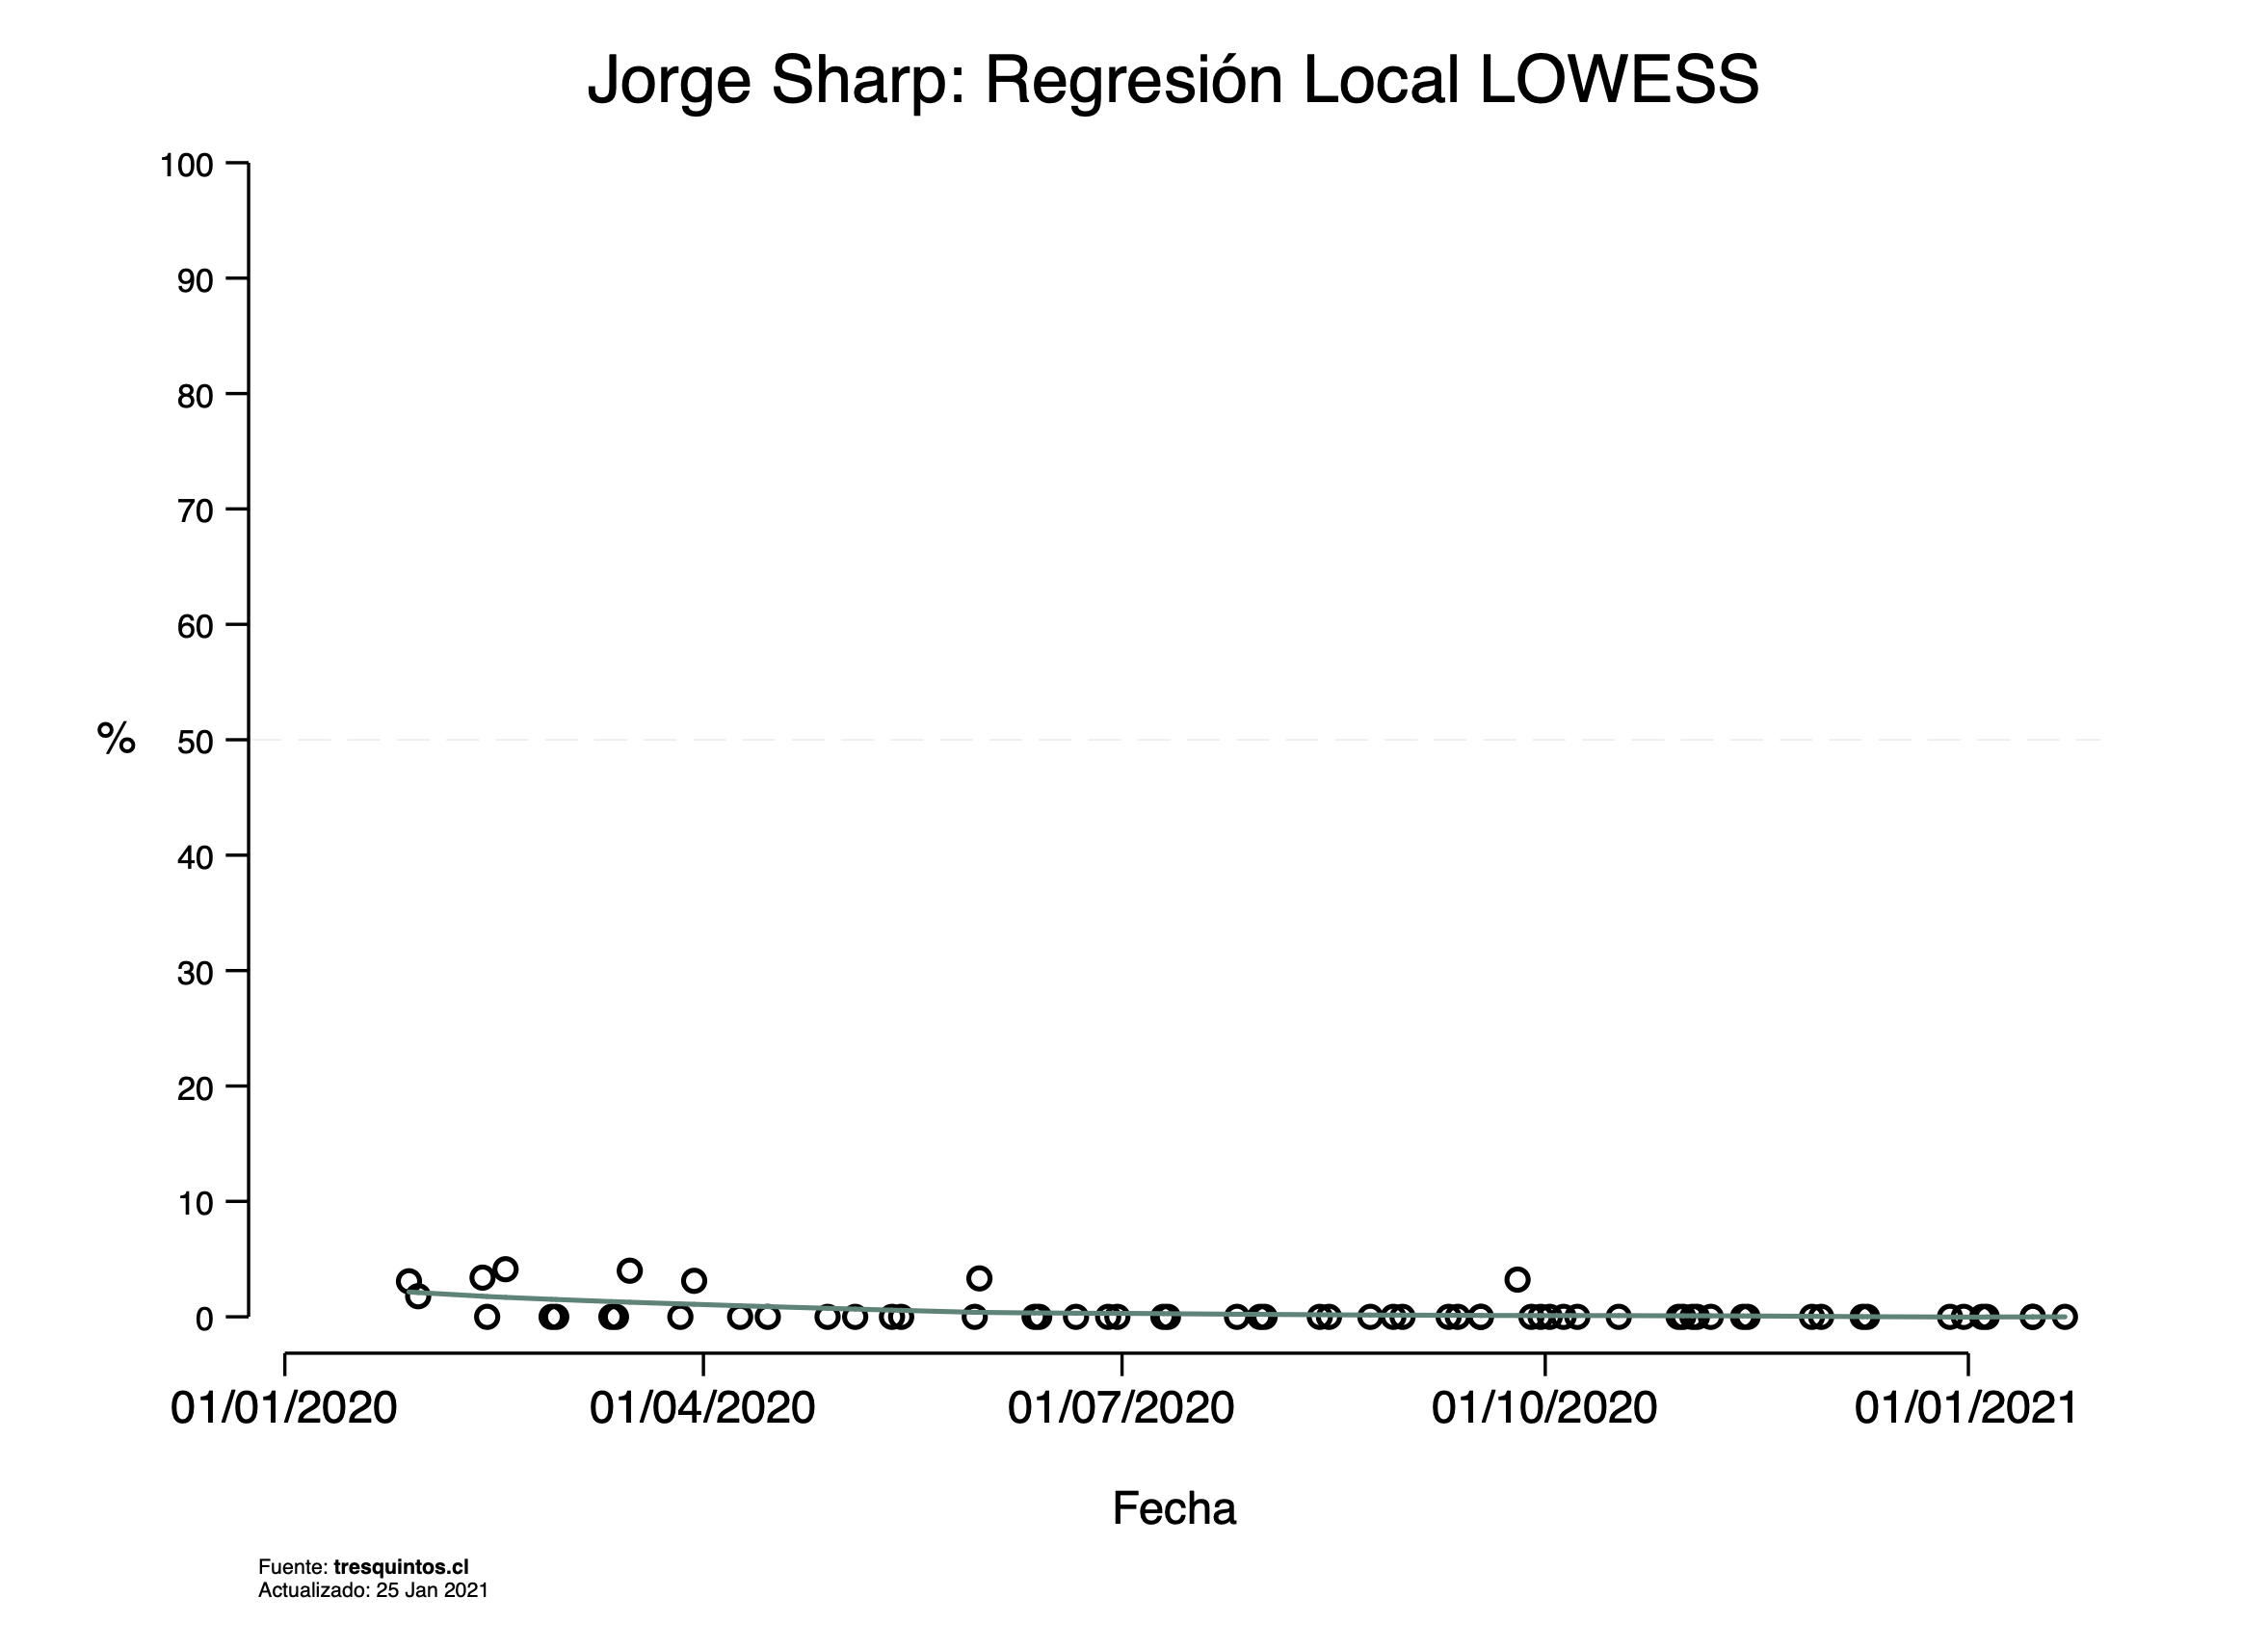 Jorge Sharp: Regresión Local LOWESS
100
90
80
70
60
% 50
40
30
20
10
0
01/01/2020 01/04/2020 01/07/2020 01/10/2020 01/01/2021
Fecha
Fuente: tresquintos.cl
Actualizado: 25 Jan 2021